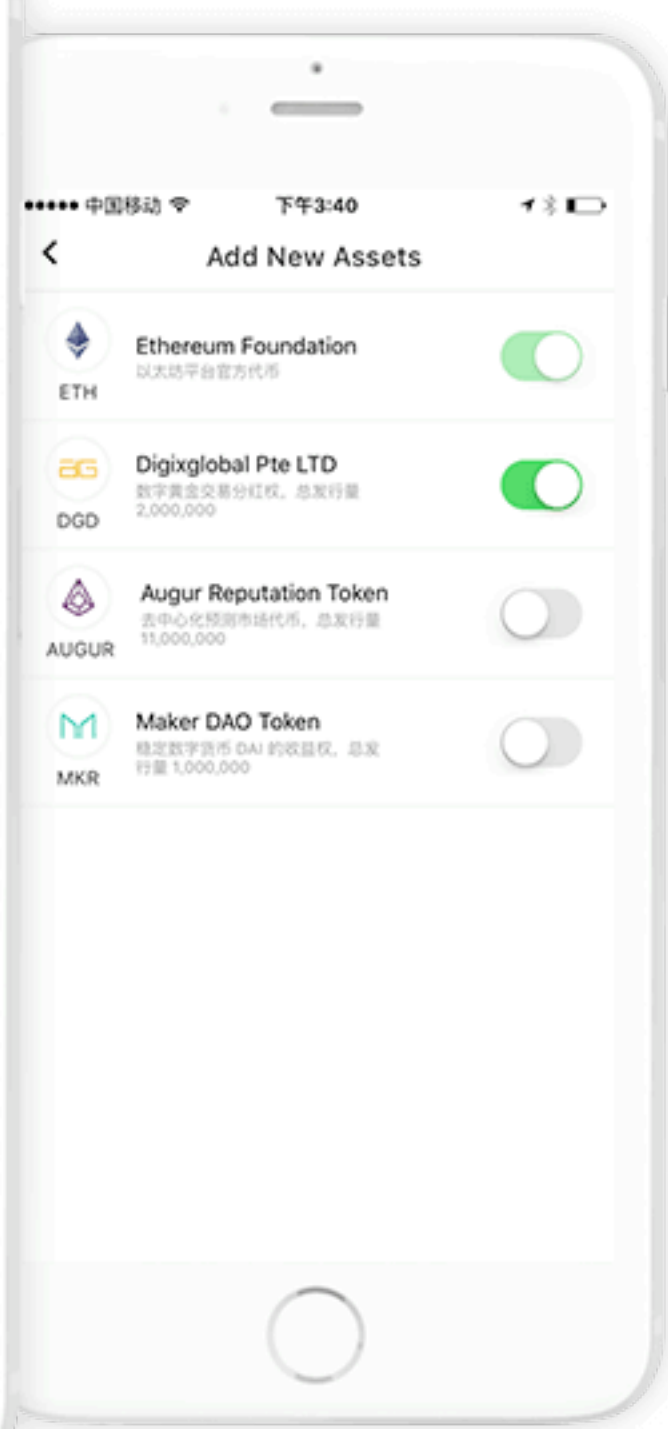 中国移动
下午3:40
Add New Assets
ETH
Ethereum Foundation
以太坊平台官方代币
DGD
Digixglobal Pte LTD
数字黄金交易分红权，总发行量
2,000,000
AUGUR
Augur Reputation Token
去中心化预测市场代币，总发行量
11,000,000
MKR
Maker DAO Token
稳定数字货币 DAI 的收益权，总发
行量 1,000,000